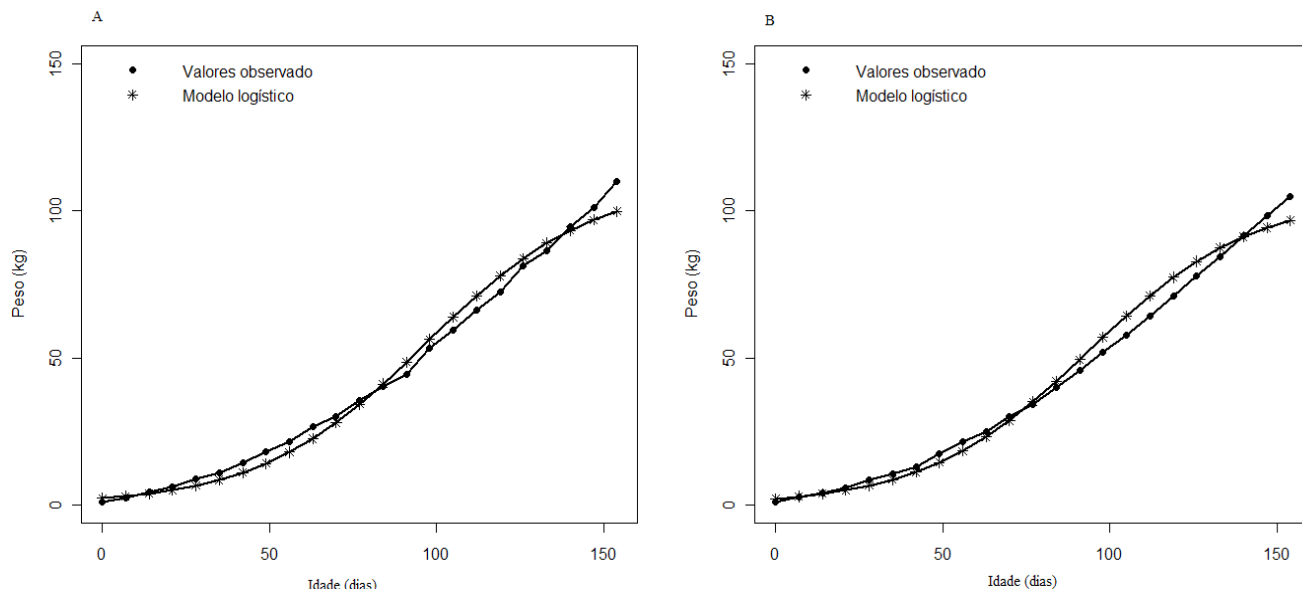 A
Valores observado
Modelo logístico
Peso (kg)
150
100
50
0
0 50 100 150
Idade (dias)
B
Valores observado
Modelo logístico
Peso (kg)
150
100
50
0
0 50 100 150
Idade (dias)